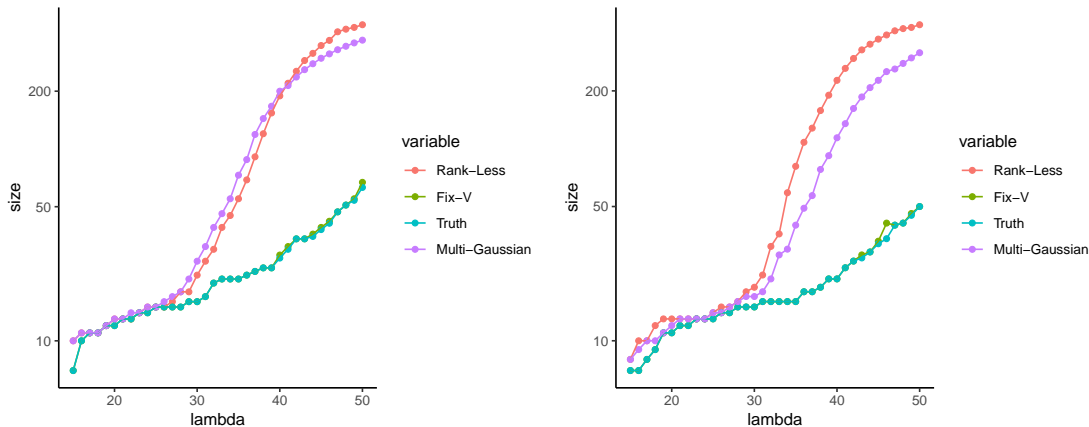 size
200
50
10
20
30
40
50
lambda
variable
Rank-Less
Fix-V
Truth
Multi-Gaussian
size
200
50
10
20
30
40
50
lambda
variable
Rank-Less
Fix-V
Truth
Multi-Gaussian